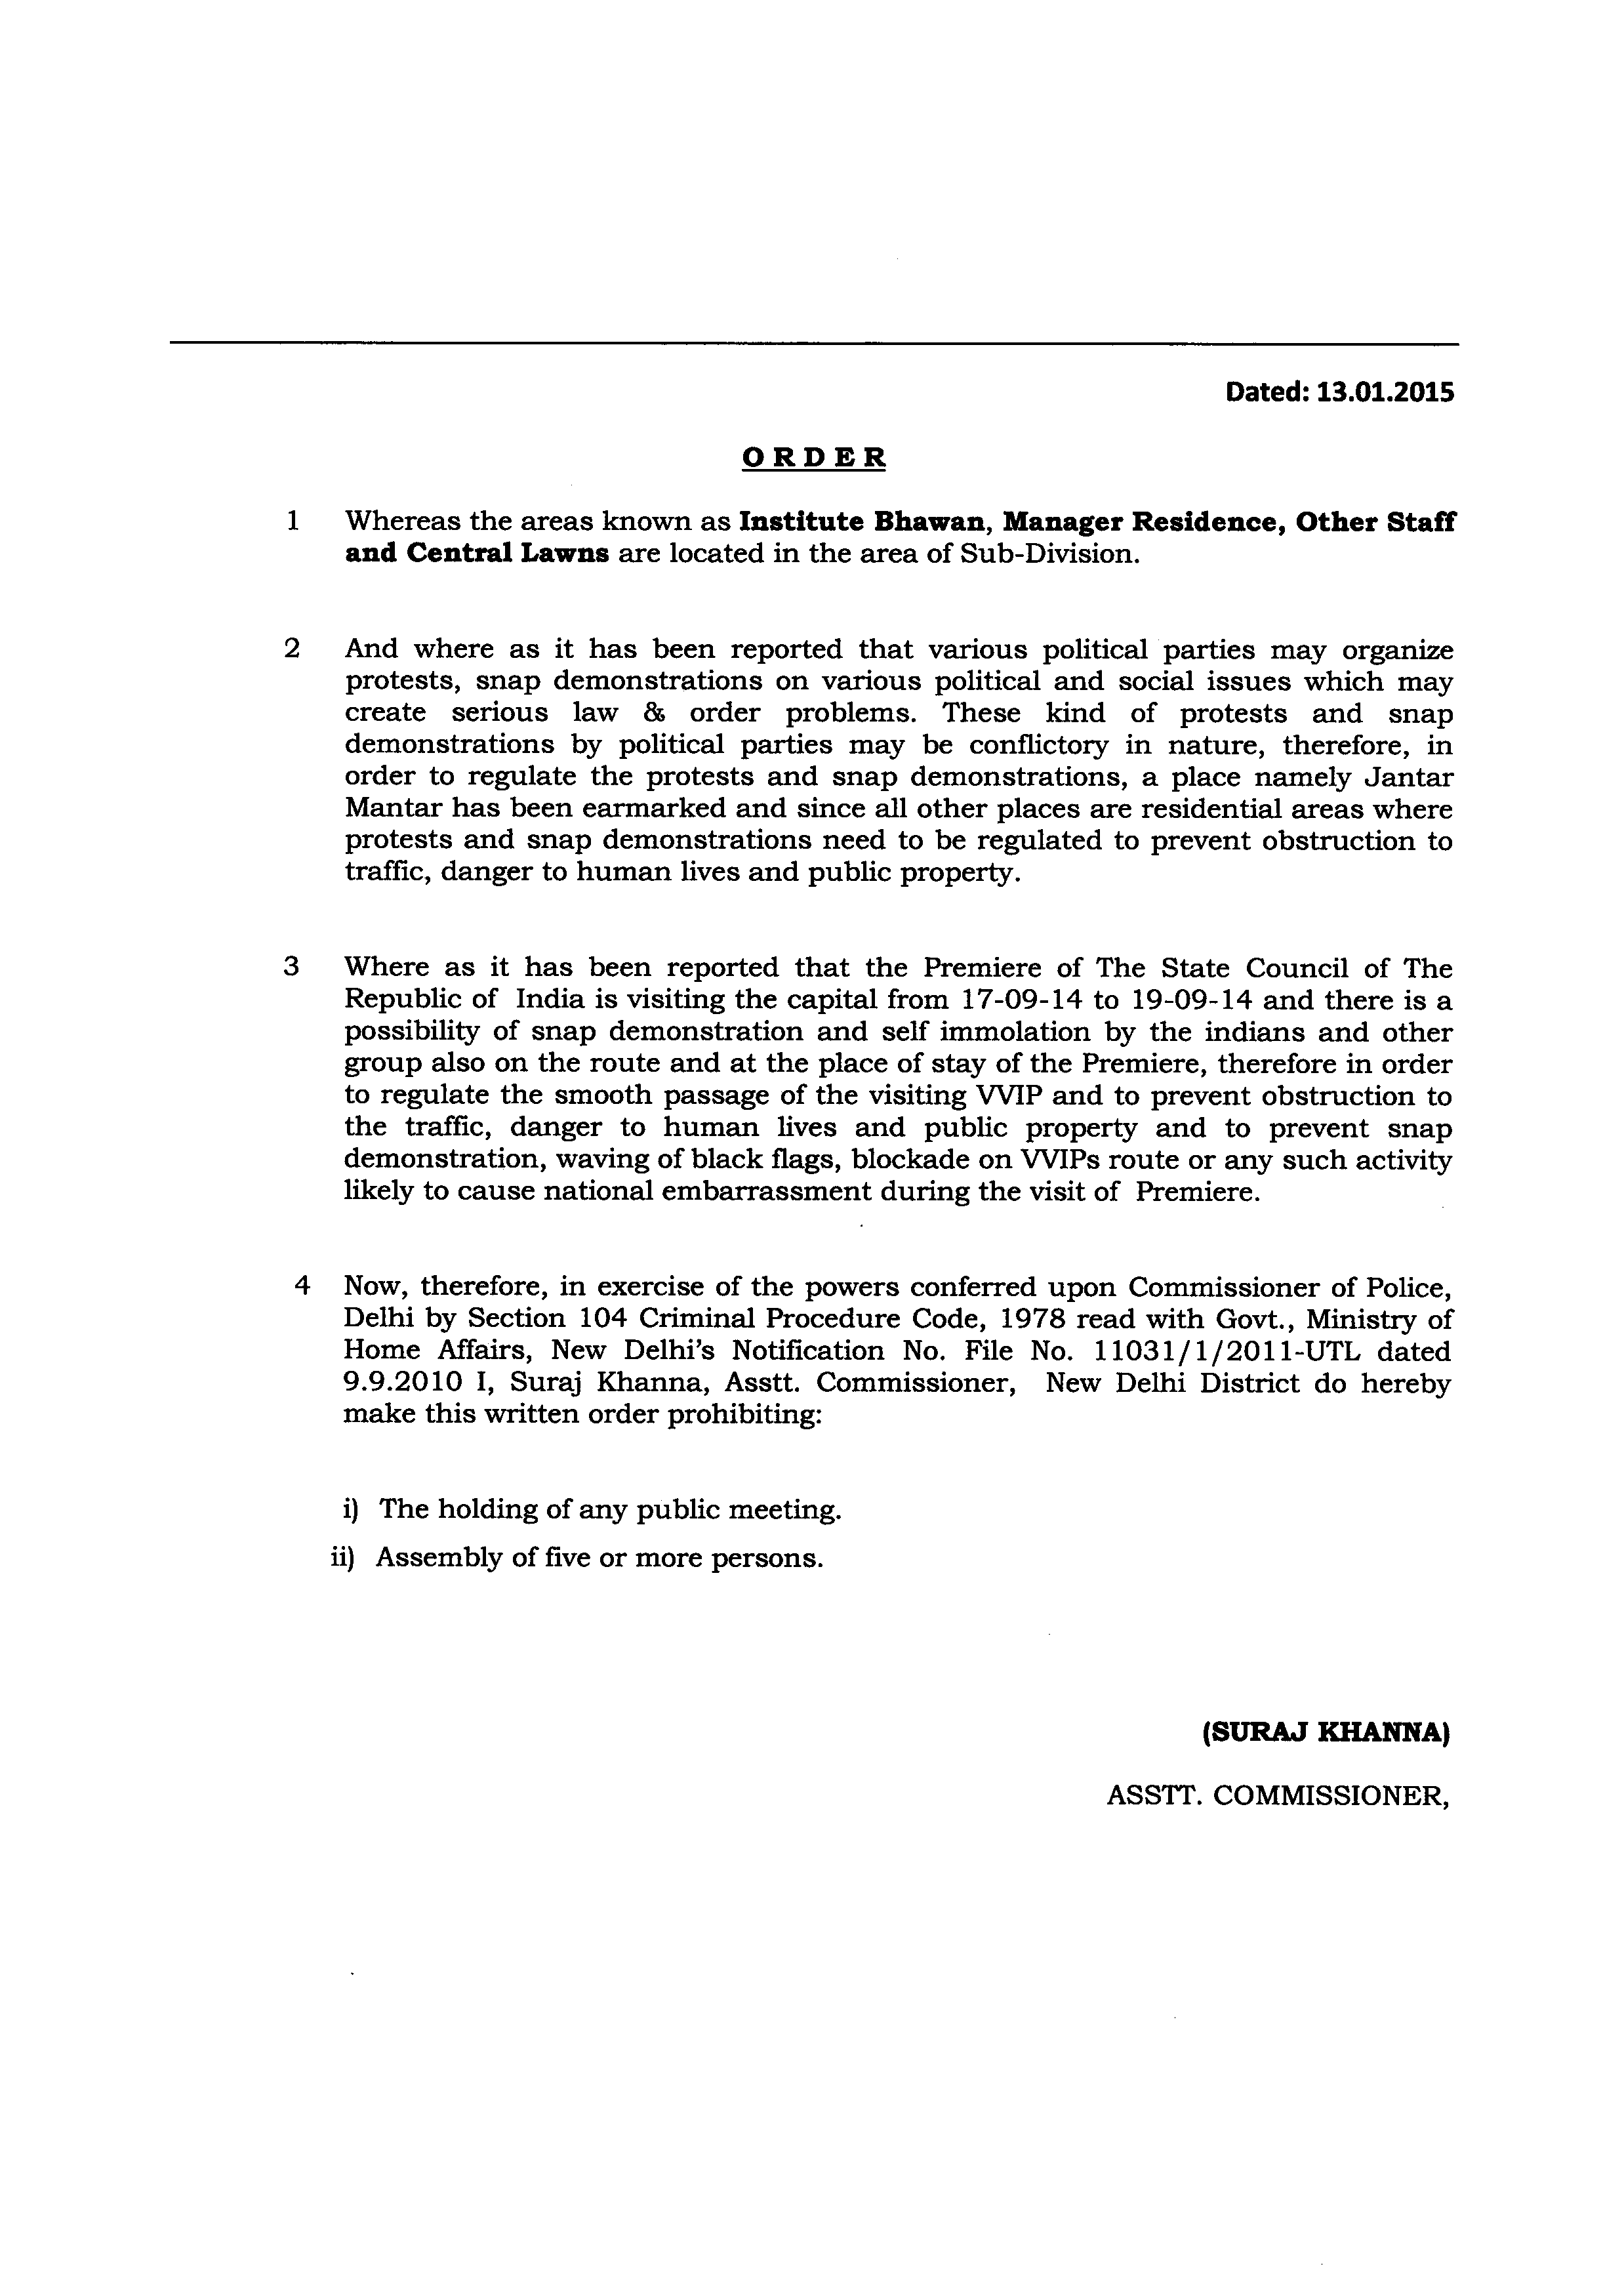 Dated: 13.01.2015
ORDER
1 Whereas the areas known as Institute Bhawan, Manager Residence, Other Staff
and Central Lawns are located in the area of Sub-Division.
2 And where as it has been reported that various political parties may organize
protests, snap demonstrations on various political and social issues which may
create serious law & order problems. These kind of protests and snap
demonstrations by political parties may be conflictory in nature, therefore, in
order to regulate the protests and snap demonstrations, a place namely Jantar
Mantar has been earmarked and since all other places are residential areas where
protests and snap demonstrations need to be regulated to prevent obstruction to
traffic, danger to human lives and public property.
3 Where as it has been reported that the Premiere of The State Council of The
Republic of India is visiting the capital from 17-09-14 to 19-09-14 and there is a
possibility of snap demonstration and self immolation by the indians and other
group also on the route and at the place of stay of the Premiere, therefore in order
to regulate the smooth passage of the visiting VVIP and to prevent obstruction to
the traffic, danger to human lives and public property and to prevent snap
demonstration, waving of black flags, blockade on VVIPs route or any such activity
likely to cause national embarrassment during the visit of Premiere.
4 Now, therefore, in exercise of the powers conferred upon Commissioner of Police,
Delhi by Section 104 Criminal Procedure Code, 1978 read with Govt., Ministry of
Home Affairs, New Delhi's Notification No. File No. 11031/1/2011-UTL dated
9.9.2010 I, Suraj Khanna, Asstt. Commissioner, New Delhi District do hereby
make this written order prohibiting:
i) The holding of any public meeting.
ii) Assembly of five or more persons.
(SURAJ KHANNA)
ASSTT. COMMISSIONER,